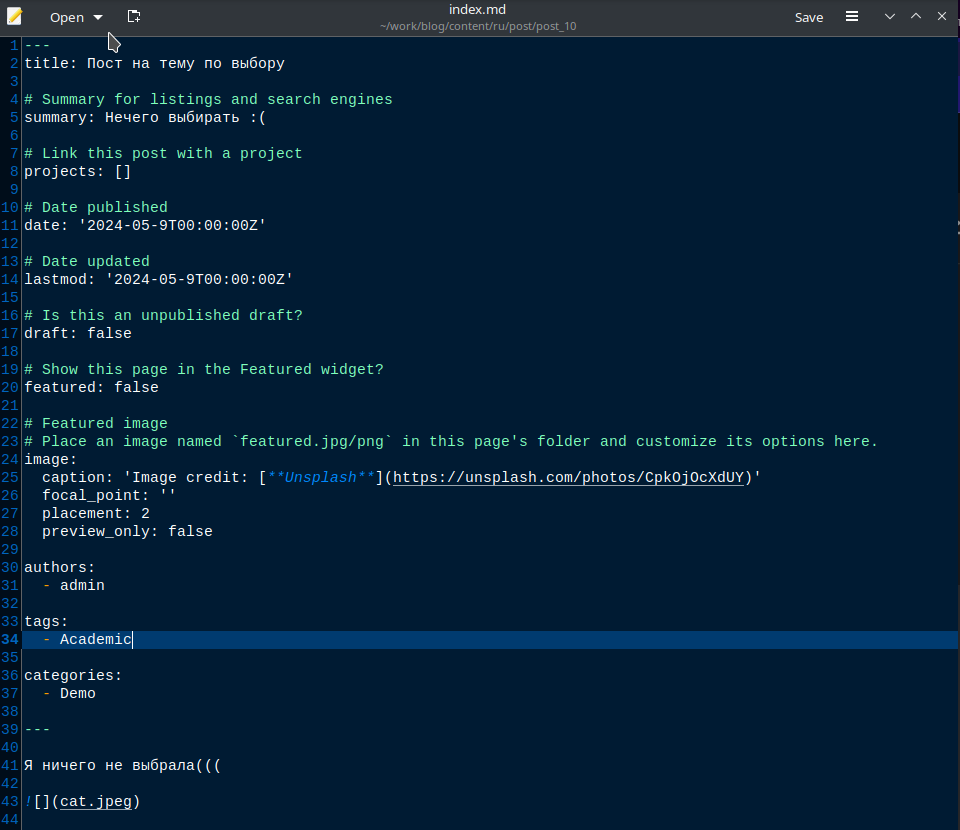 Open
index.md
~/work/blog/content/ru/post/post_10
Save
1 ---
2 title: Пост на тему по выбору
3
4 # Summary for listings and search engines
5 summary: Нечего выбирать :(
6
7 # Link this post with a project
8 projects: []
9
10 # Date published
11 date: '2024-05-9T00:00:00Z'
12
13 # Date updated
14 lastmod: '2024-05-9T00:00:00Z'
15
16 # Is this an unpublished draft?
17 draft: false
18
19 # Show this page in the Featured widget?
20 featured: false
21
22 # Featured image
23 # Place an image named `featured.jpg/png` in this page's folder and customize its options here.
24 image:
25   caption: 'Image credit: [**Unsplash**](https://unsplash.com/photos/CpkOjOcXdUY)'
26   focal_point: ''
27   placement: 2
28   preview_only: false
29
30 authors:
31   - admin
32
33 tags:
34   - Academic
35
36 categories:
37   - Demo
38
39 ---
40
41 Я ничего не выбрала(((
42
43 ![](cat.jpeg)
44